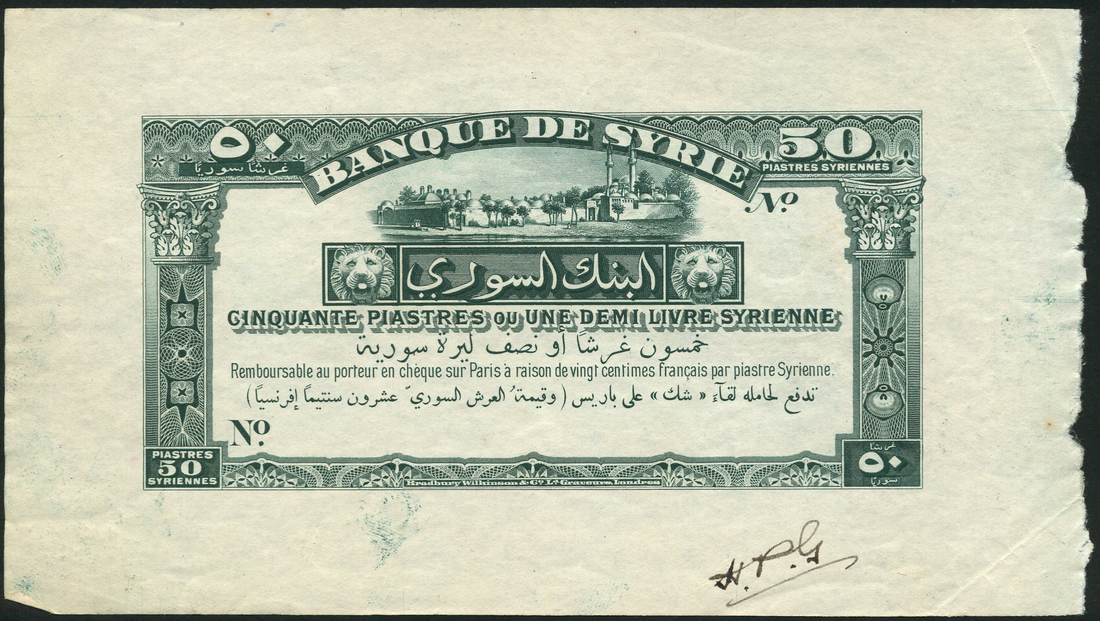 ٥٠
BANQUE DE SYRIE
50
غرشا سوريا
PIASTRES SYRIENNES
No
البنك السوري
CINQUANTE PIASTRES OU UNE DEMI LIVRE SYRIENNE
خمسون غرشا أو نصف ليرة سورية
Remboursable au porteur en chèque sur Paris à raison de vingt centimes français par piastre Syrienne.
تدفع لحامله لقاء « شك » على باريس ( وقيمة العرش السوري عشرون سنتيماً إفرنسياً )
No
PIASTRES
50
SYRIENNES
غرشا
٥٠
سوريا
Bradbury Wilkinson & Co. Ld. Graveurs, Londres
H.P.G